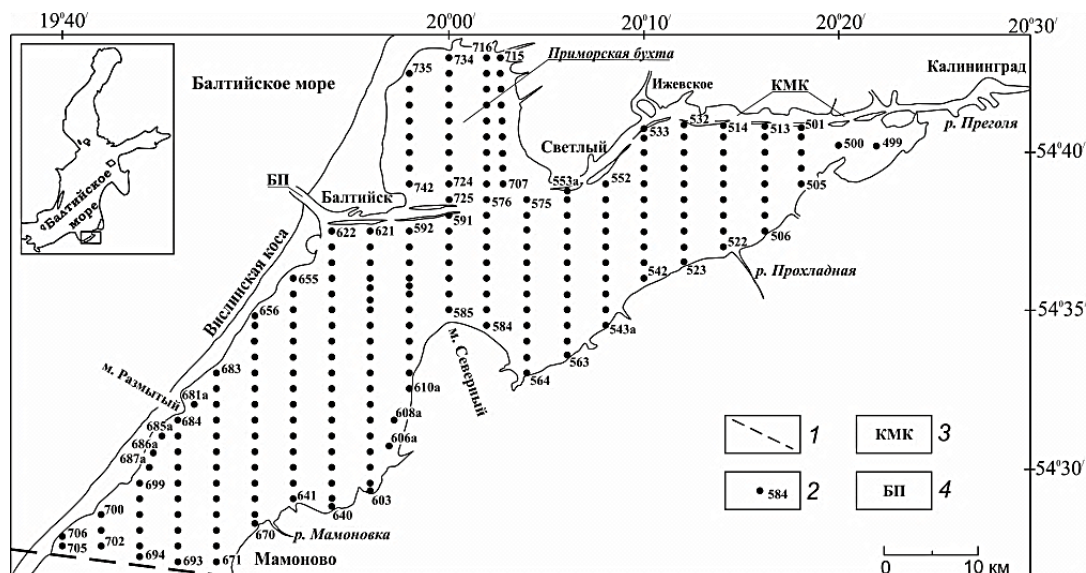 19°40′ 20°00′ 20°10′ 20°20′ 20°30′
Балтийское море
716
734
715
735
Приморская бухта
Ижевское
КМК
Калининград
532
533
514
513
501
р. Преголя
Светлый
500
499
54°40′
БП
Балтийск
742
724
707
553а
552
505
725
576
575
622
621
592
591
506
522
Балтийское
море
Вислинская коса
655
542
523
р. Прохладная
656
585
584
543а
54°35′
м. Северный
683
563
564
м. Размытый
681а
610а
684
685а
608а
686а
606а
687а
699
54°30′
700
641
603
640
670
р. Мамоновка
706
705
702
694
693
671
Мамоново
1
КМК
3
584
2
БП
4
0
10 км